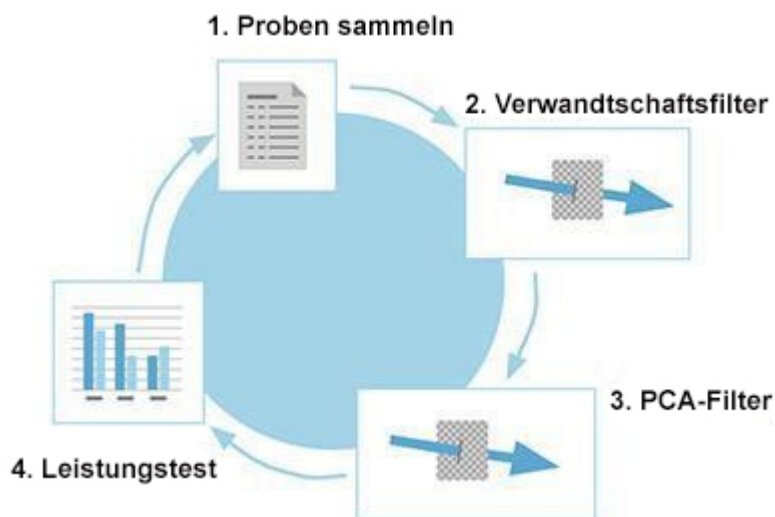 1. Proben sammeln
2. Verwandtschaftsfilter
3. PCA-Filter
4. Leistungstest